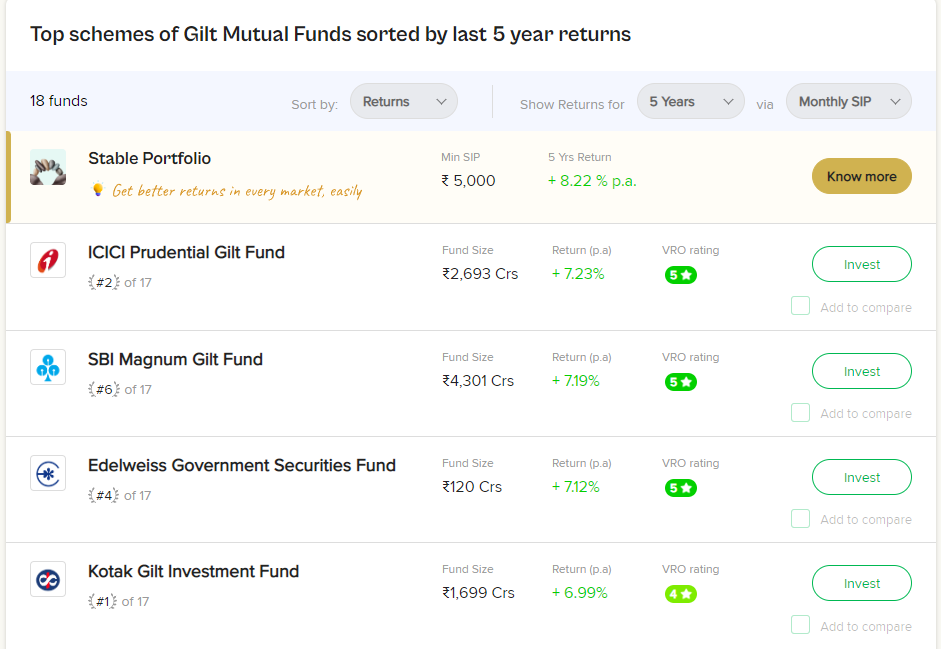 Top schemes of Gilt Mutual Funds sorted by last 5 year returns
18 funds Sort by: Returns Show Returns for 5 Years via Monthly SIP
Stable Portfolio
Get better returns in every market, easily
Min SIP
₹ 5,000
5 Yrs Return
+ 8.22 % p.a.
Know more
ICICI Prudential Gilt Fund
#2 of 17
Fund Size
₹2,693 Crs
Return (p.a)
+ 7.23%
VRO rating
5★
Invest
Add to compare
SBI Magnum Gilt Fund
#6 of 17
Fund Size
₹4,301 Crs
Return (p.a)
+ 7.19%
VRO rating
5★
Invest
Add to compare
Edelweiss Government Securities Fund
#4 of 17
Fund Size
₹120 Crs
Return (p.a)
+ 7.12%
VRO rating
5★
Invest
Add to compare
Kotak Gilt Investment Fund
#1 of 17
Fund Size
₹1,699 Crs
Return (p.a)
+ 6.99%
VRO rating
4★
Invest
Add to compare